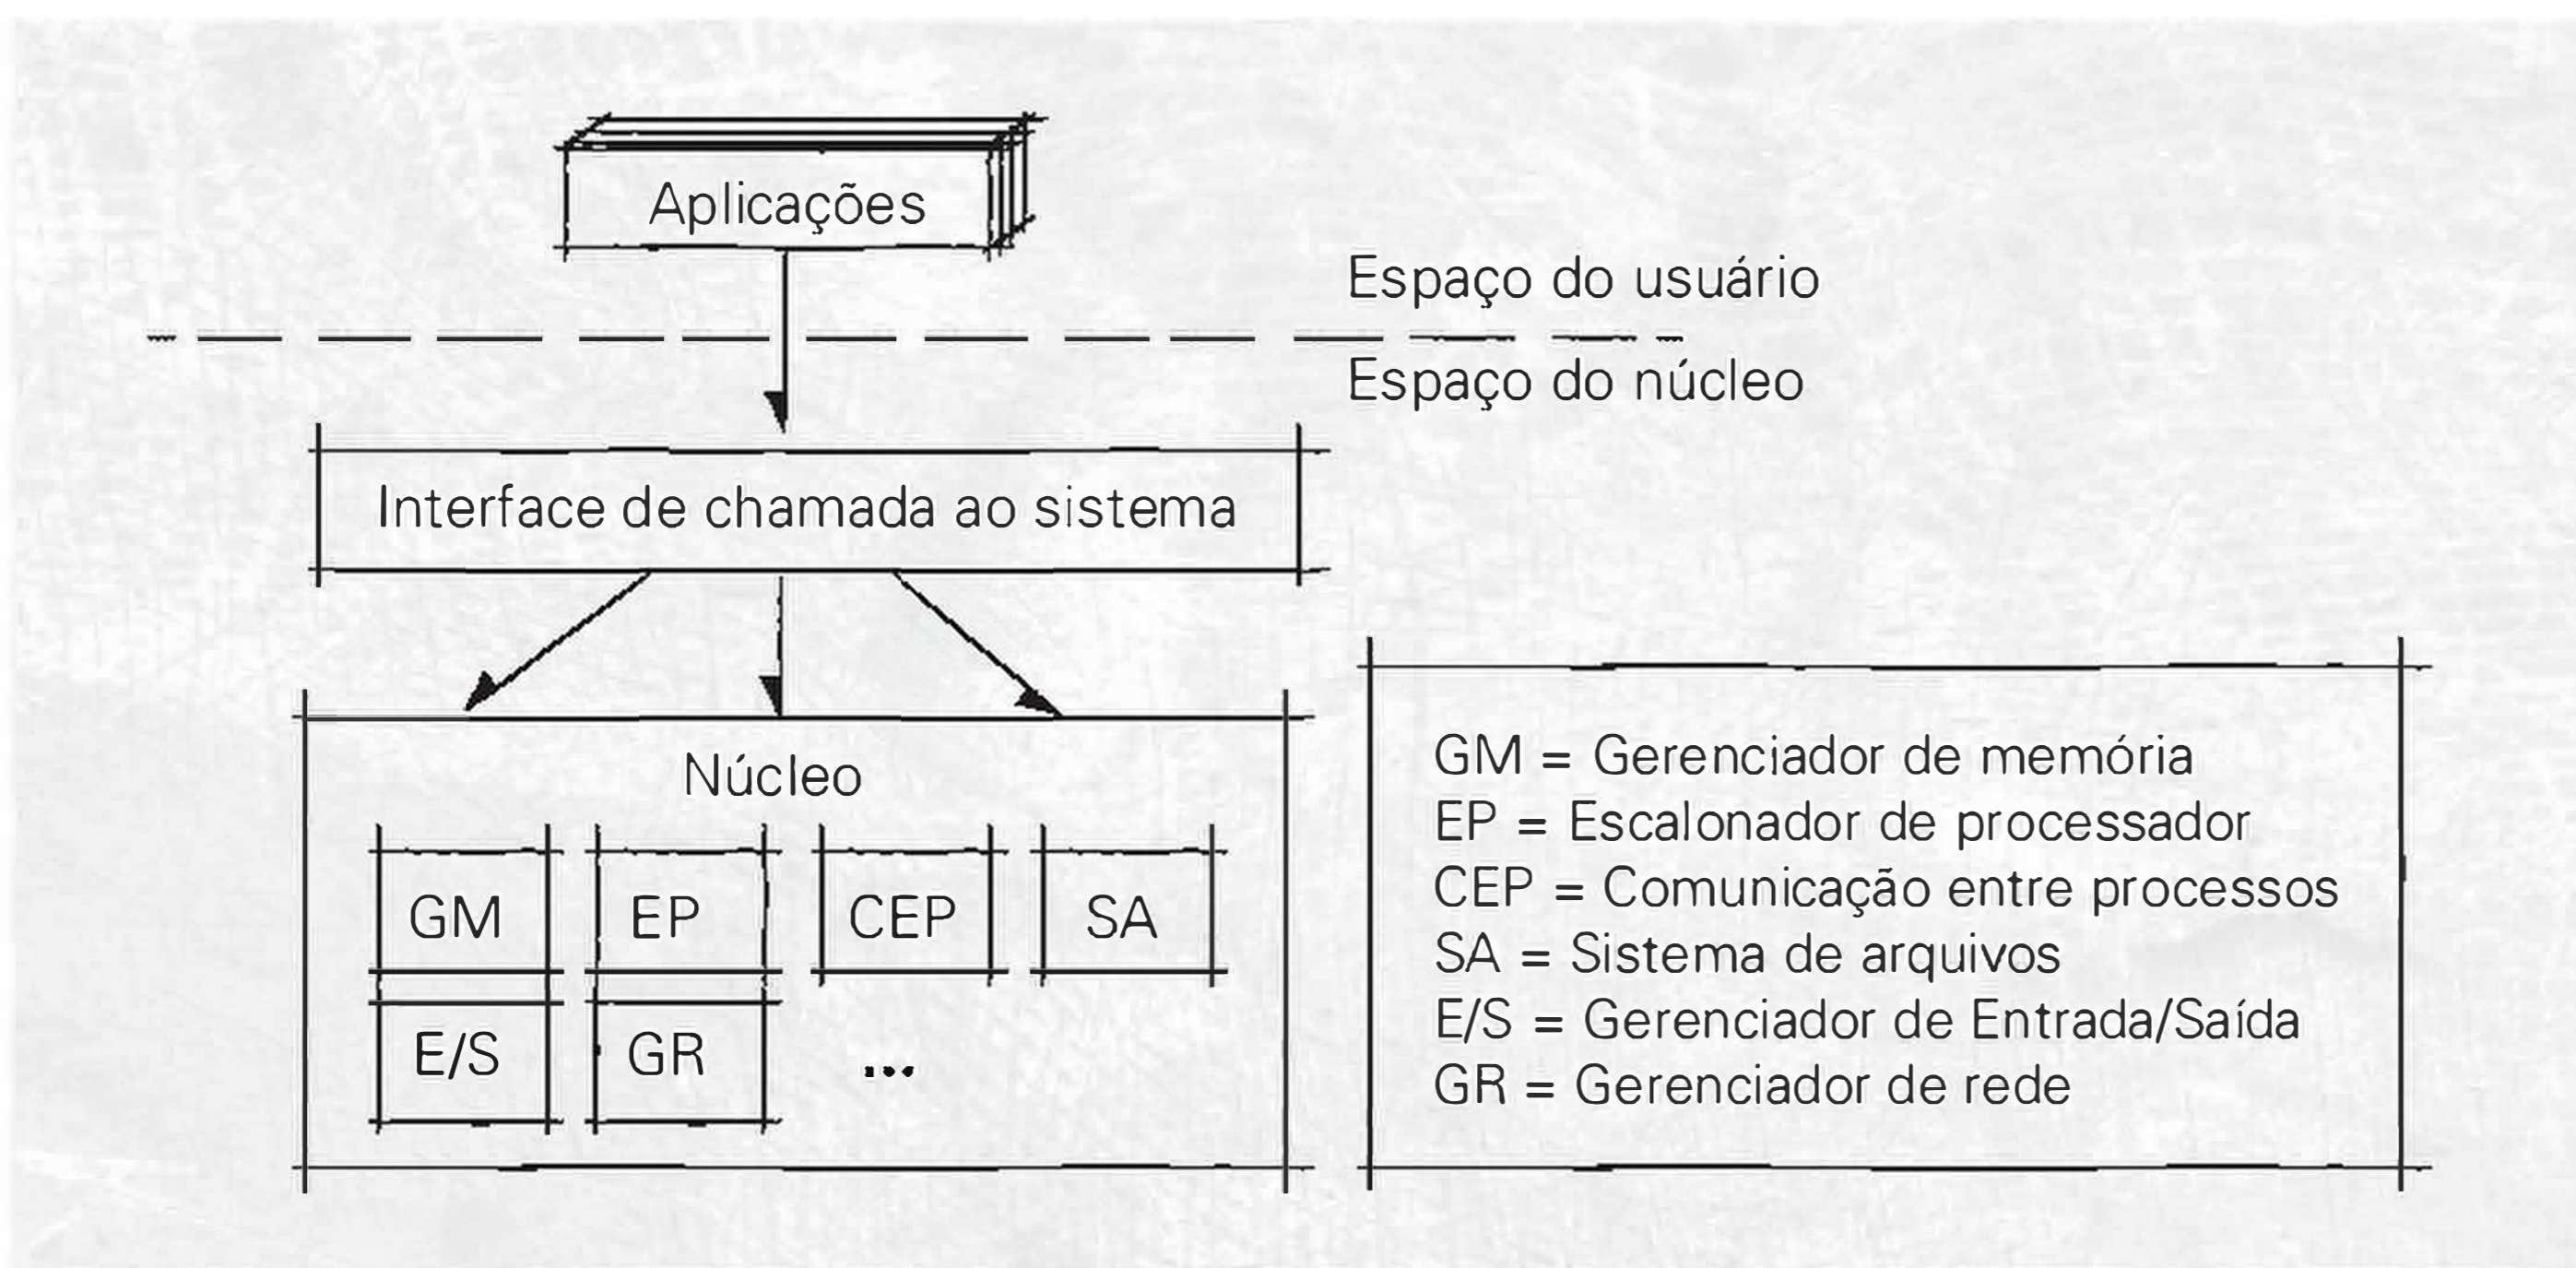 Aplicações
Espaço do usuário
Espaço do núcleo
Interface de chamada ao sistema
Núcleo
GM EP CEP SA
E/S GR ...
GM = Gerenciador de memória
EP = Escalonador de processador
CEP = Comunicação entre processos
SA = Sistema de arquivos
E/S = Gerenciador de Entrada/Saída
GR = Gerenciador de rede